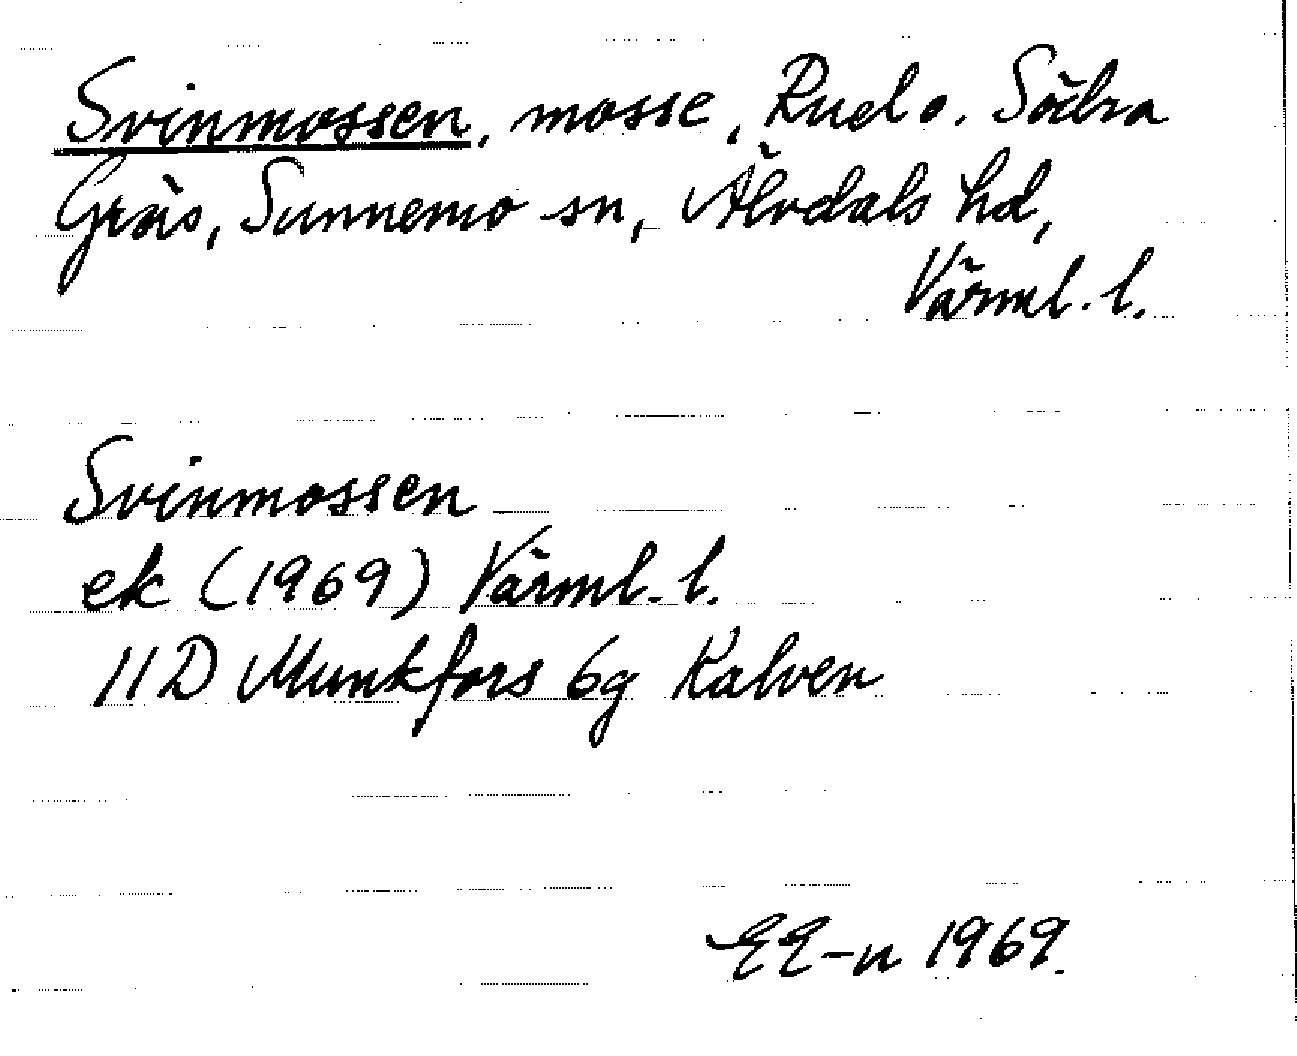 Svinmossen, mosse, Rud o. Södra
Gräs, Sunnemo sn, Älvdals hd,
Värml. l.
Svinmossen
ek (1969) Värml. l.
11D Munkfors 6g Kalven
EE-n 1969.